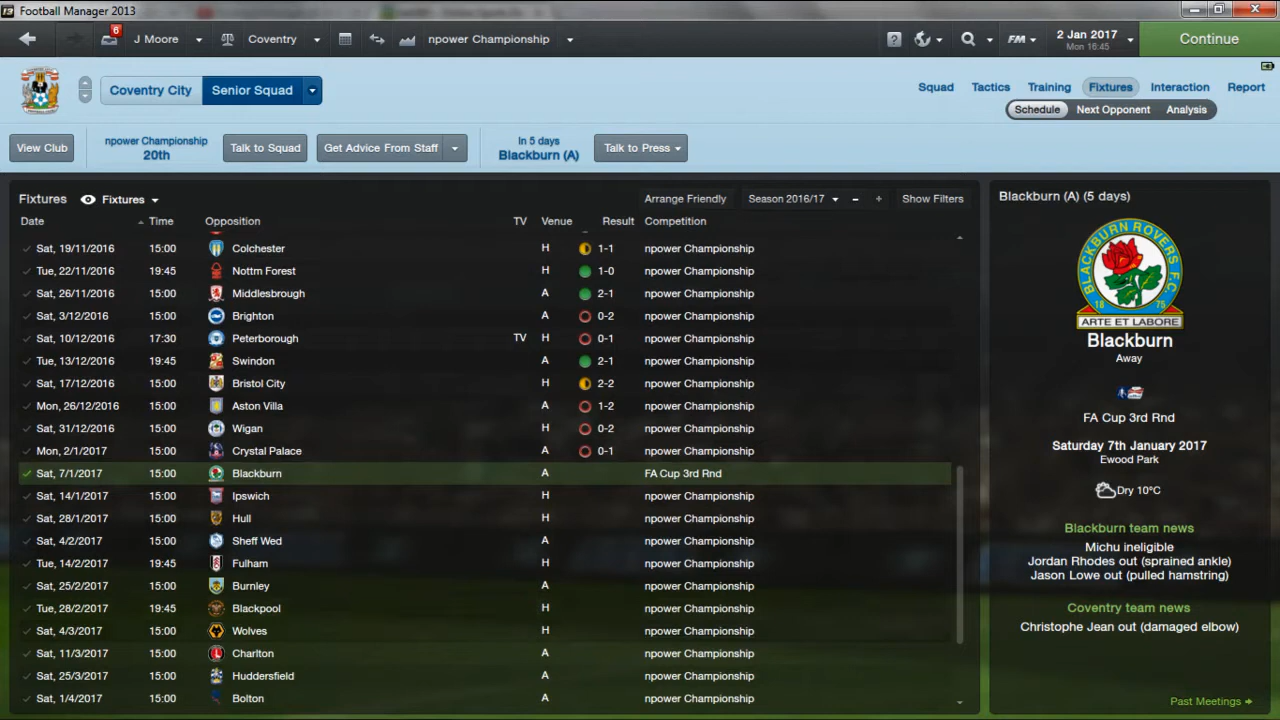 Football Manager 2013
6
J Moore
Coventry
npower Championship
?
FM
2 Jan 2017
Mon 16:45
Continue
Coventry City
Senior Squad
Squad Tactics Training Fixtures Interaction Report
Schedule Next Opponent Analysis
View Club
npower Championship
20th
Talk to Squad
Get Advice From Staff
In 5 days
Blackburn (A)
Talk to Press
Fixtures Fixtures Arrange Friendly Season 2016/17 - + Show Filters
Date Time Opposition TV Venue Result Competition
Sat, 19/11/2016 15:00 Colchester H 1-1 npower Championship
Tue, 22/11/2016 19:45 Nottm Forest H 1-0 npower Championship
Sat, 26/11/2016 15:00 Middlesbrough A 2-1 npower Championship
Sat, 3/12/2016 15:00 Brighton A 0-2 npower Championship
Sat, 10/12/2016 17:30 Peterborough TV H 0-1 npower Championship
Tue, 13/12/2016 19:45 Swindon A 2-1 npower Championship
Sat, 17/12/2016 15:00 Bristol City H 2-2 npower Championship
Mon, 26/12/2016 15:00 Aston Villa A 1-2 npower Championship
Sat, 31/12/2016 15:00 Wigan H 0-2 npower Championship
Mon, 2/1/2017 15:00 Crystal Palace A 0-1 npower Championship
Sat, 7/1/2017 15:00 Blackburn A FA Cup 3rd Rnd
Sat, 14/1/2017 15:00 Ipswich H npower Championship
Sat, 28/1/2017 15:00 Hull H npower Championship
Sat, 4/2/2017 15:00 Sheff Wed A npower Championship
Tue, 14/2/2017 19:45 Fulham H npower Championship
Sat, 25/2/2017 15:00 Burnley A npower Championship
Tue, 28/2/2017 19:45 Blackpool H npower Championship
Sat, 4/3/2017 15:00 Wolves H npower Championship
Sat, 11/3/2017 15:00 Charlton A npower Championship
Sat, 25/3/2017 15:00 Huddersfield A npower Championship
Sat, 1/4/2017 15:00 Bolton A npower Championship
Blackburn (A) (5 days)
BLACKBURN ROVERS F.C.
18 75
ARTE ET LABORE
Blackburn
Away
FA Cup 3rd Rnd
Saturday 7th January 2017
Ewood Park
Dry 10°C
Blackburn team news
Michu ineligible
Jordan Rhodes out (sprained ankle)
Jason Lowe out (pulled hamstring)
Coventry team news
Christophe Jean out (damaged elbow)
Past Meetings